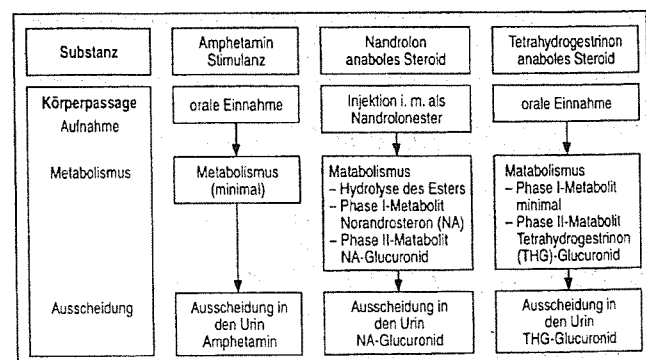 Substanz
Amphetamin
Stimulanz
Nandrolon
anaboles Steroid
Tetrahydrogestrinon
anaboles Steroid
Körperpassage
Aufnahme
orale Einnahme
Injektion i. m. als
Nandrolonester
orale Einnahme
Metabolismus
Metabolismus
(minimal)
Matabolismus
– Hydrolyse des Esters
– Phase I-Metabolit
Norandrosteron (NA)
– Phase II-Matabolit
NA-Glucuronid
Matabolismus
– Phase I-Metabolit
minimal
– Phase II-Matabolit
Tetrahydrogestrinon
(THG)-Glucuronid
Ausscheidung
Ausscheidung in
den Urin
Amphetamin
Ausscheidung in
den Urin
NA-Glucuronid
Ausscheidung in
den Urin
THG-Glucuronid